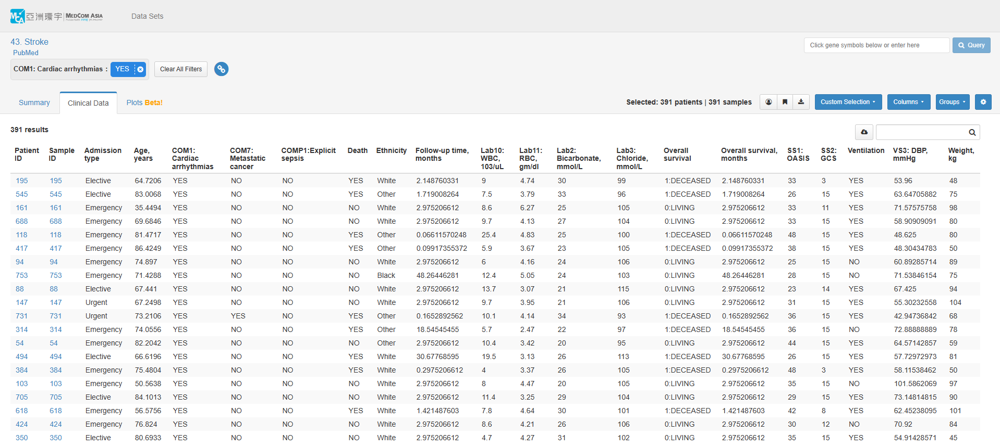 MCA 亞洲環宇 MEDCOM ASIA
Data Sets
43. Stroke
PubMed
Click gene symbols below or enter here
Query
COM1: Cardiac arrhythmias : YES
Clear All Filters
Summary
Clinical Data
Plots Beta!
Selected: 391 patients | 391 samples
Custom Selection
Columns
Groups
391 results
Patient ID Sample ID Admission type Age, years COM1: Cardiac arrhythmias COM7: Metastatic cancer COMP1:Explicit sepsis Death Ethnicity Follow-up time, months Lab10: WBC, 103/uL Lab11: RBC, gm/dl Lab2: Bicarbonate, mmol/L Lab3: Chloride, mmol/L Overall survival Overall survival, months SS1: OASIS SS2: GCS Ventilation VS3: DBP, mmHg Weight, kg
195 195 Elective 64.7206 YES NO NO YES White 2.148760331 9 4.74 30 99 1:DECEASED 2.148760331 33 3 YES 53.96 48
545 545 Elective 83.0068 YES NO NO YES Other 1.719008264 7.5 3.79 33 96 1:DECEASED 1.719008264 26 15 YES 63.64705882 75
161 161 Emergency 35.4494 YES NO NO NO White 2.975206612 8.6 6.27 25 105 0:LIVING 2.975206612 33 11 YES 71.57575758 98
688 688 Emergency 69.6846 YES NO NO NO White 2.975206612 9.7 4.13 27 104 0:LIVING 2.975206612 33 15 YES 58.90909091 80
118 118 Emergency 81.4717 YES NO NO YES Other 0.06611570248 25.4 4.83 25 100 1:DECEASED 0.06611570248 48 15 YES 48.625 80
417 417 Emergency 86.4249 YES NO NO YES Other 0.09917355372 5.9 3.67 23 105 1:DECEASED 0.09917355372 38 15 YES 48.30434783 50
94 94 Emergency 74.897 YES NO NO NO White 2.975206612 6 4.16 24 106 0:LIVING 2.975206612 25 15 NO 60.89285714 89
753 753 Emergency 71.4288 YES NO NO NO Black 48.26446281 12.4 5.05 24 103 0:LIVING 48.26446281 28 15 NO 71.53846154 75
88 88 Elective 67.441 YES NO NO NO White 2.975206612 13.7 3.07 21 115 0:LIVING 2.975206612 23 14 YES 67.425 94
147 147 Urgent 67.2498 YES NO NO NO White 2.975206612 9.7 3.95 21 106 0:LIVING 2.975206612 31 15 YES 55.30232558 104
731 731 Urgent 73.2106 YES YES NO YES Other 0.1652892562 10.1 4.14 34 93 1:DECEASED 0.1652892562 36 15 YES 42.94736842 68
314 314 Emergency 74.0556 YES NO NO YES Other 18.54545455 5.7 2.47 22 97 1:DECEASED 18.54545455 36 15 NO 72.88888889 78
54 54 Emergency 82.2042 YES NO NO NO Other 2.975206612 10.4 3.42 20 95 0:LIVING 2.975206612 44 15 YES 64.57142857 59
494 494 Elective 66.6196 YES NO NO YES White 30.67768595 19.5 3.13 26 113 1:DECEASED 30.67768595 26 15 YES 57.72972973 81
384 384 Emergency 75.4804 YES NO NO YES White 0.2975206612 4 3.37 26 105 1:DECEASED 0.2975206612 48 3 YES 58.11538462 50
103 103 Emergency 50.5638 YES NO NO NO White 2.975206612 8 4.47 20 105 0:LIVING 2.975206612 35 15 NO 101.5862069 97
705 705 Elective 84.1013 YES NO NO NO White 2.975206612 11.4 3.25 29 104 0:LIVING 2.975206612 29 15 YES 73.14814815 90
618 618 Emergency 56.5756 YES NO NO YES White 1.421487603 7.8 4.64 30 101 1:DECEASED 1.421487603 42 8 YES 62.45238095 101
424 424 Emergency 76.824 YES NO NO NO White 2.975206612 8.6 4.21 26 106 0:LIVING 2.975206612 30 12 NO 70.92 84
350 350 Elective 80.6933 YES NO NO NO White 2.975206612 4.7 4.27 31 102 0:LIVING 2.975206612 35 15 YES 54.91428571 45